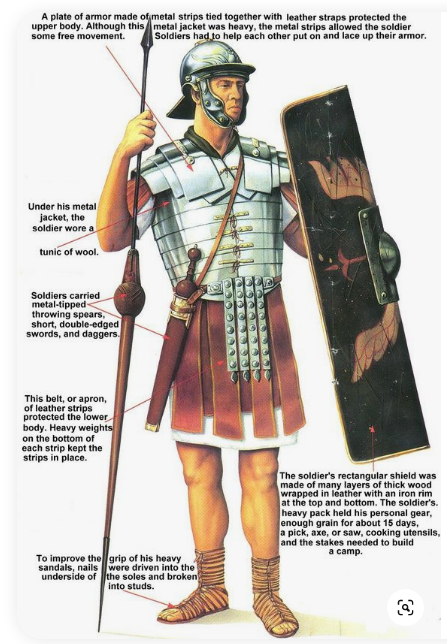 A plate of armor made of metal strips tied together with leather straps protected the
upper body. Although this metal jacket was heavy, the metal strips allowed the soldier
some free movement. Soldiers had to help each other put on and lace up their armor.
Under his metal
jacket, the
soldier wore a
tunic of wool.
Soldiers carried
metal-tipped
throwing spears,
short, double-edged
swords, and daggers.
This belt, or apron,
of leather strips
protected the lower
body. Heavy weights
on the bottom of
each strip kept the
strips in place.
The soldier's rectangular shield was
made of many layers of thick wood
wrapped in leather with an iron rim
at the top and bottom. The soldier's.
heavy pack held his personal gear,
enough grain for about 15 days,
a pick, axe, or saw, cooking utensils,
and the stakes needed to build
a camp.
To improve the grip of his heavy
sandals, nails were driven into the
underside of the soles and broken
into studs.